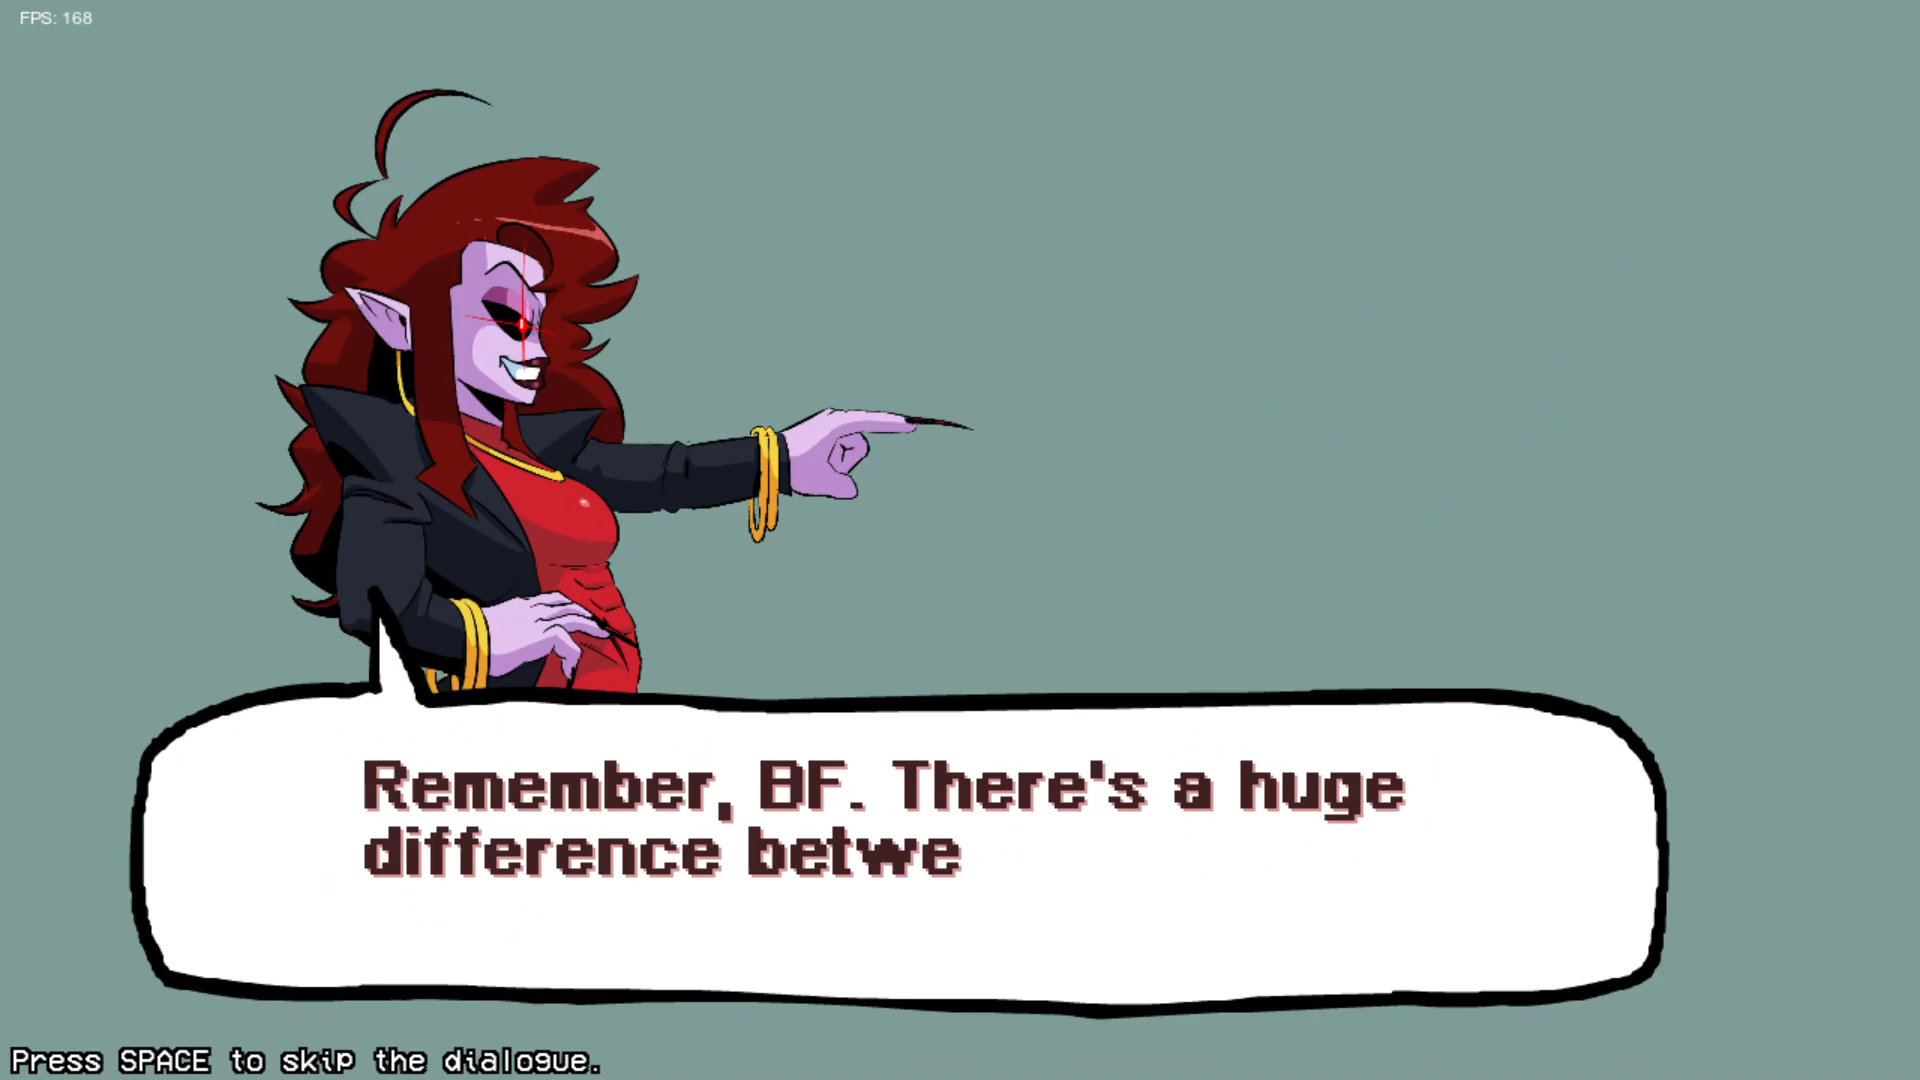 FPS: 168
Remember, BF. There's a huge
difference betwe
Press SPACE to skip the dialogue.